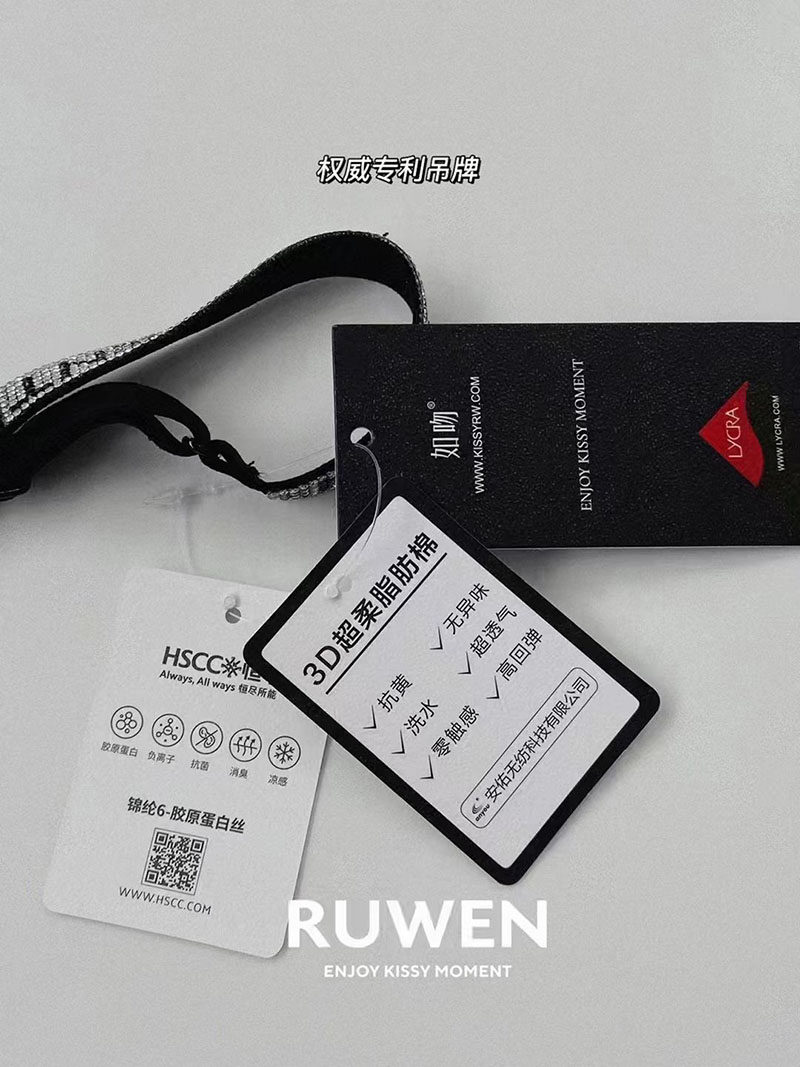 权威专利吊牌
如吻®
WWW.KISSYRW.COM
ENJOY KISSY MOMENT
LYCRA
WWW.LYCRA.COM
3D超柔脂肪棉
✓抗黄
✓无异味
✓洗水
✓超透气
✓零触感
✓高回弹
anyou 安佑无纺科技有限公司
HSCC 恒
Always, All ways 恒尽所能
胶原蛋白 负离子 抗菌 消臭 凉感
锦纶6-胶原蛋白丝
WWW.HSCC.COM
RUWEN
ENJOY KISSY MOMENT